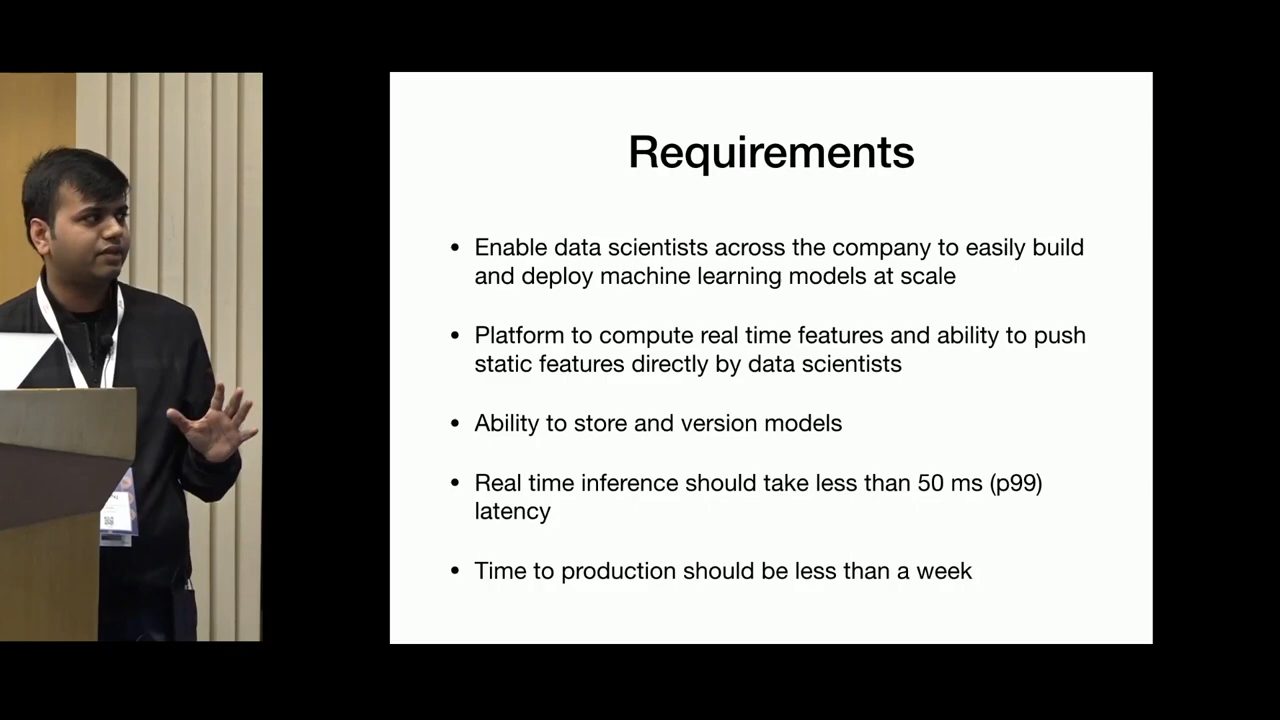 Requirements
• Enable data scientists across the company to easily build
and deploy machine learning models at scale
• Platform to compute real time features and ability to push
static features directly by data scientists
• Ability to store and version models
• Real time inference should take less than 50 ms (p99)
latency
• Time to production should be less than a week